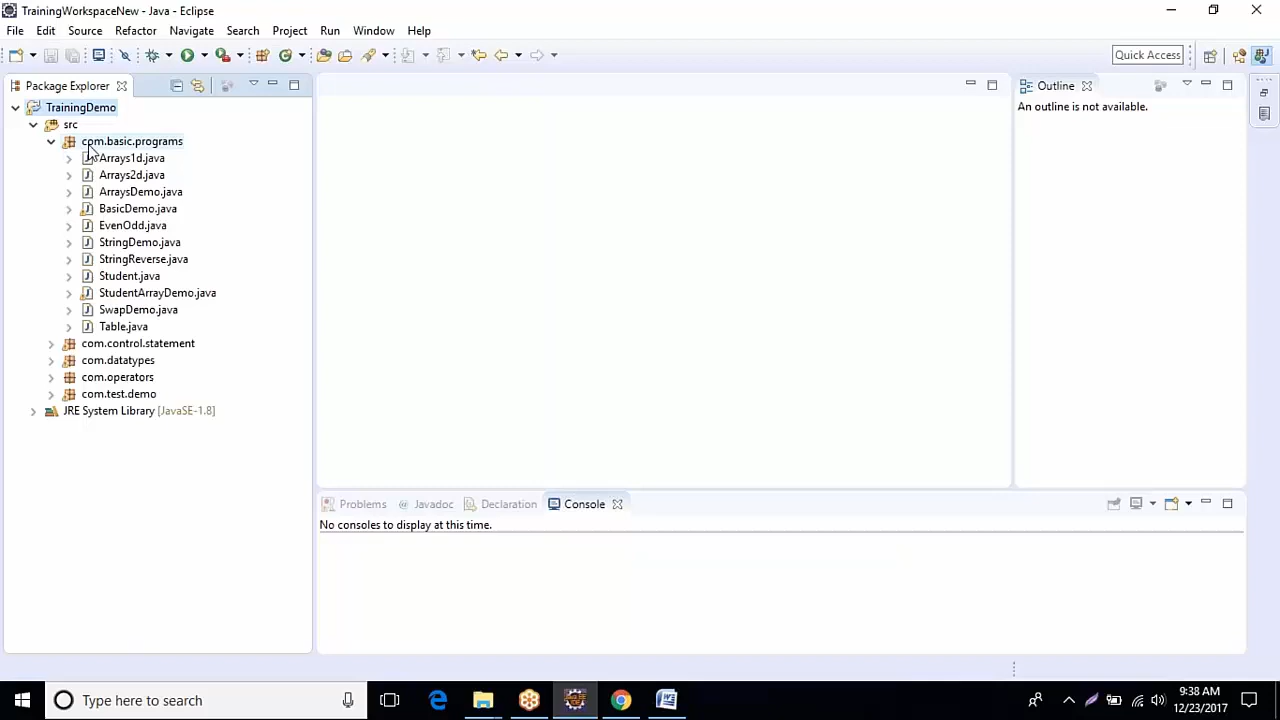 TrainingWorkspaceNew - Java - Eclipse
File Edit Source Refactor Navigate Search Project Run Window Help
Quick Access
Package Explorer
TrainingDemo
src
com.basic.programs
Arrays1d.java
Arrays2d.java
ArraysDemo.java
BasicDemo.java
EvenOdd.java
StringDemo.java
StringReverse.java
Student.java
StudentArrayDemo.java
SwapDemo.java
Table.java
com.control.statement
com.datatypes
com.operators
com.test.demo
JRE System Library [JavaSE-1.8]
Outline
An outline is not available.
Problems Javadoc Declaration Console
No consoles to display at this time.
Type here to search
9:38 AM
12/23/2017